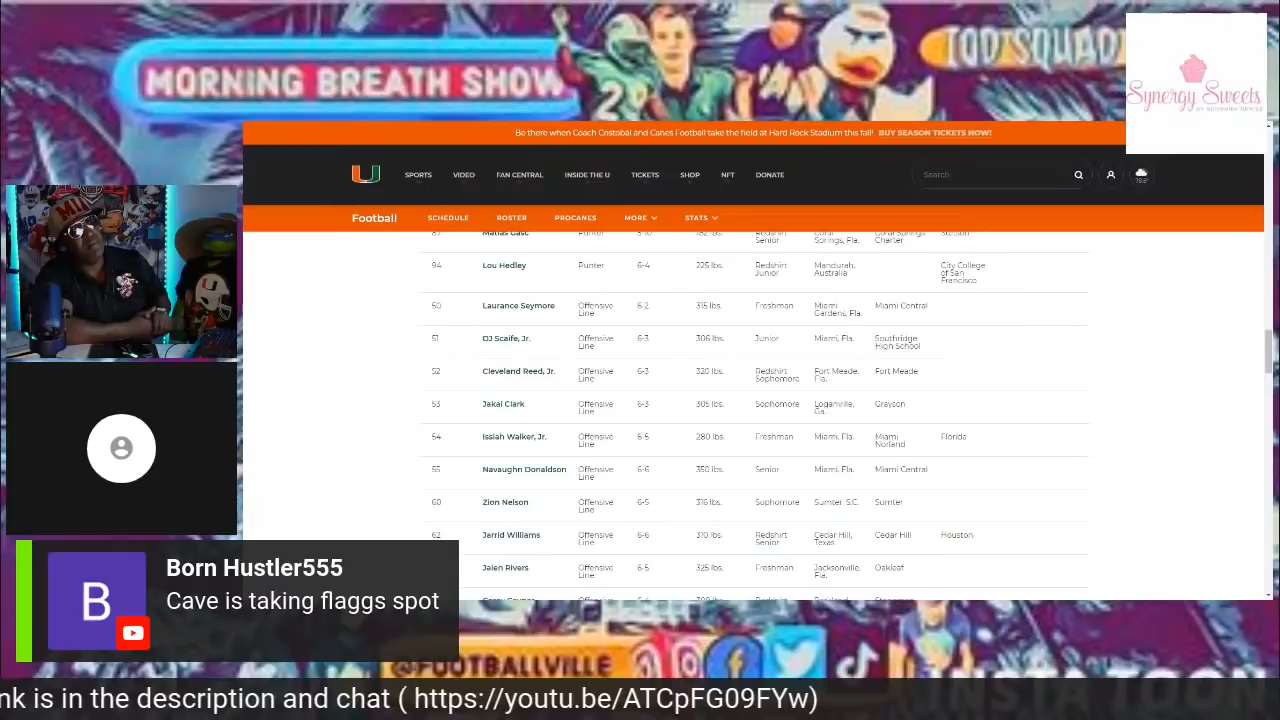 MORNING BREATH SHOW
100 SQUAD
Synergy Sweets
Be there when Coach Cristobal and Canes Football take the field at Hard Rock Stadium this fall! BUY SEASON TICKETS NOW!
SPORTS VIDEO FAN CENTRAL INSIDE THE U TICKETS SHOP NFT DONATE Search
Football SCHEDULE ROSTER PROCANES MORE STATS
Senior Springs, Fla. Charter
94 Lou Hedley Punter 6-4 225 lbs. Redshirt Junior Mandurah, Australia City College of San Francisco
50 Laurance Seymore Offensive Line 6-2 315 lbs. Freshman Miami Gardens, Fla. Miami Central
51 DJ Scaife, Jr. Offensive Line 6-3 306 lbs. Junior Miami, Fla. Southridge High School
52 Cleveland Reed, Jr. Offensive Line 6-3 320 lbs. Redshirt Sophomore Fort Meade, Fla. Fort Meade
53 Jakai Clark Offensive Line 6-3 305 lbs. Sophomore Loganville, Ga. Grayson
54 Issiah Walker, Jr. Offensive Line 6-5 280 lbs. Freshman Miami, Fla. Miami Norland Florida
55 Navaughn Donaldson Offensive Line 6-6 350 lbs. Senior Miami, Fla. Miami Central
60 Zion Nelson Offensive Line 6-5 316 lbs. Sophomore Sumter, S.C. Sumter
62 Jarrid Williams Offensive Line 6-6 310 lbs. Redshirt Senior Cedar Hill, Texas Cedar Hill Houston
Jalen Rivers Offensive Line 6-5 325 lbs. Freshman Jacksonville, Fla. Oakleaf
B
Born Hustler555
Cave is taking flaggs spot
@FOOTBALLVILLE
INSTA TOON
nk is in the description and chat ( https://youtu.be/ATCpFG09FYw)